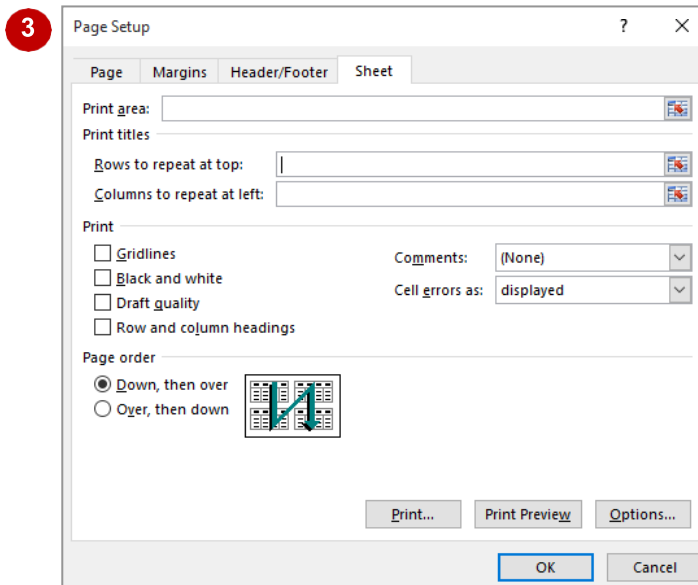 3
Page Setup
? X
Page Margins Header/Footer Sheet
Print area:
Print titles
Rows to repeat at top:
Columns to repeat at left:
Print
Gridlines
Black and white
Draft quality
Row and column headings
Comments: (None)
Cell errors as: displayed
Page order
Down, then over
Over, then down
Print... Print Preview Options...
OK Cancel